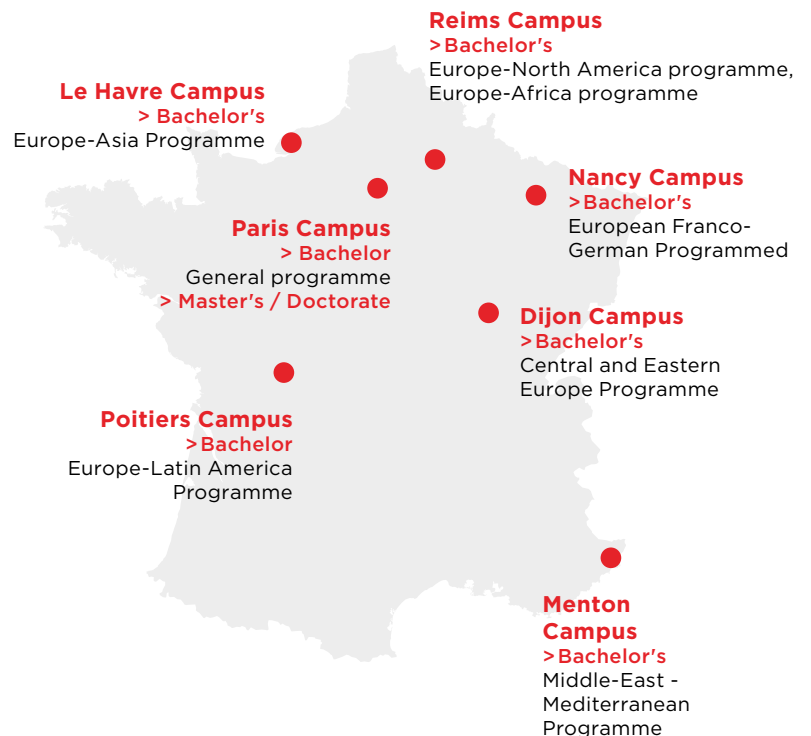 Reims Campus
>Bachelor's
Europe-North America programme,
Europe-Africa programme
Le Havre Campus
> Bachelor's
Europe-Asia Programme
Nancy Campus
>Bachelor's
European Franco-
German Programmed
Paris Campus
> Bachelor
General programme
> Master's / Doctorate
Dijon Campus
>Bachelor's
Central and Eastern
Europe Programme
Poitiers Campus
>Bachelor
Europe-Latin America
Programme
Menton
Campus
>Bachelor's
Middle-East -
Mediterranean
Programme